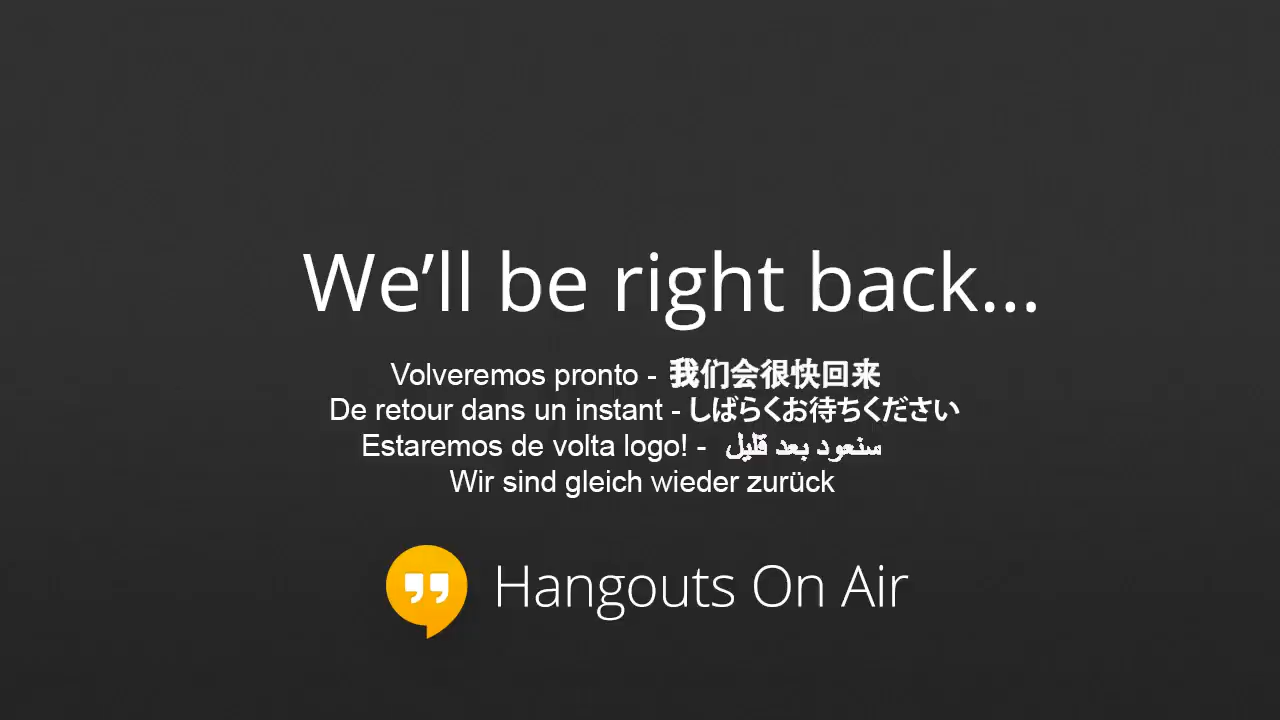 We’ll be right back...
Volveremos pronto - 我们会很快回来
De retour dans un instant - しばらくお待ちください
Estaremos de volta logo! - سنعود بعد قليل
Wir sind gleich wieder zurück
Hangouts On Air